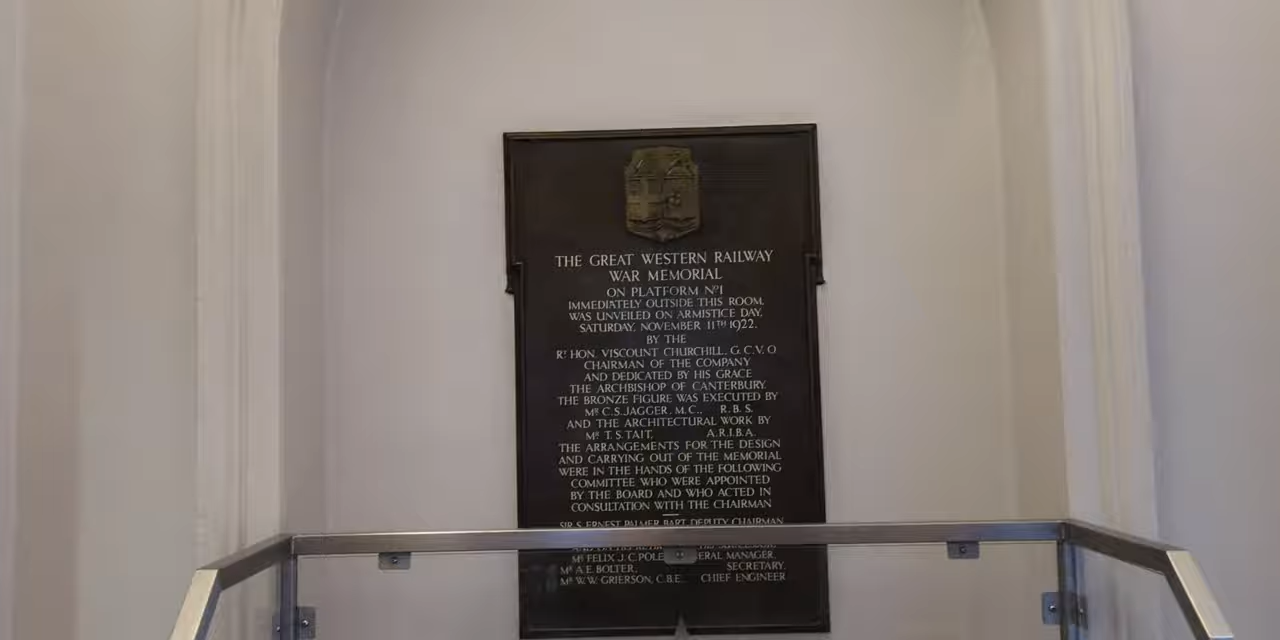 THE GREAT WESTERN RAILWAY
WAR MEMORIAL
ON PLATFORM Nº1
IMMEDIATELY OUTSIDE THIS ROOM,
WAS UNVEILED ON ARMISTICE DAY,
SATURDAY, NOVEMBER 11TH 1922,
BY THE
RT HON. VISCOUNT CHURCHILL, G.C.V.O
CHAIRMAN OF THE COMPANY
AND DEDICATED BY HIS GRACE
THE ARCHBISHOP OF CANTERBURY.
THE BRONZE FIGURE WAS EXECUTED BY
MR C.S. JAGGER, M.C., R.B.S.
AND THE ARCHITECTURAL WORK BY
MR T.S. TAIT, A.R.I.B.A.
THE ARRANGEMENTS FOR THE DESIGN
AND CARRYING OUT OF THE MEMORIAL
WERE IN THE HANDS OF THE FOLLOWING
COMMITTEE WHO WERE APPOINTED
BY THE BOARD AND WHO ACTED IN
CONSULTATION WITH THE CHAIRMAN
SIR S. ERNEST PALMER, BART, DEPUTY CHAIRMAN
MR FELIX J.C. POLE MANAGER,
MR A.E. BOLTER, SECRETARY,
MR W.W. GRIERSON, C.B.E., CHIEF ENGINEER